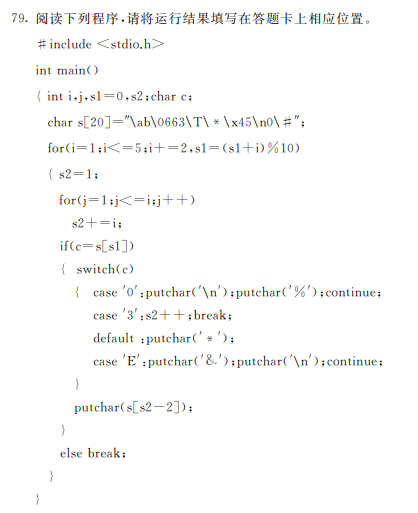 79. 阅读下列程序,请将运行结果填写在答题卡上相应位置。
#include <stdio.h>
int main()
{ int i,j,s1=0,s2;char c;
char s[20]="\ab\0663\T\*\x45\n0\#";
for(i=1;i<=5;i+=2,s1=(s1+i)%10)
{ s2=1;
for(j=1;j<=i;j++)
s2+=i;
if(c=s[s1])
{ switch(c)
{ case '0':putchar('\n');putchar('%');continue;
case '3':s2++;break;
default :putchar('*');
case 'E':putchar('&');putchar('\n');continue;
}
putchar(s[s2-2]);
}
else break;
}
}